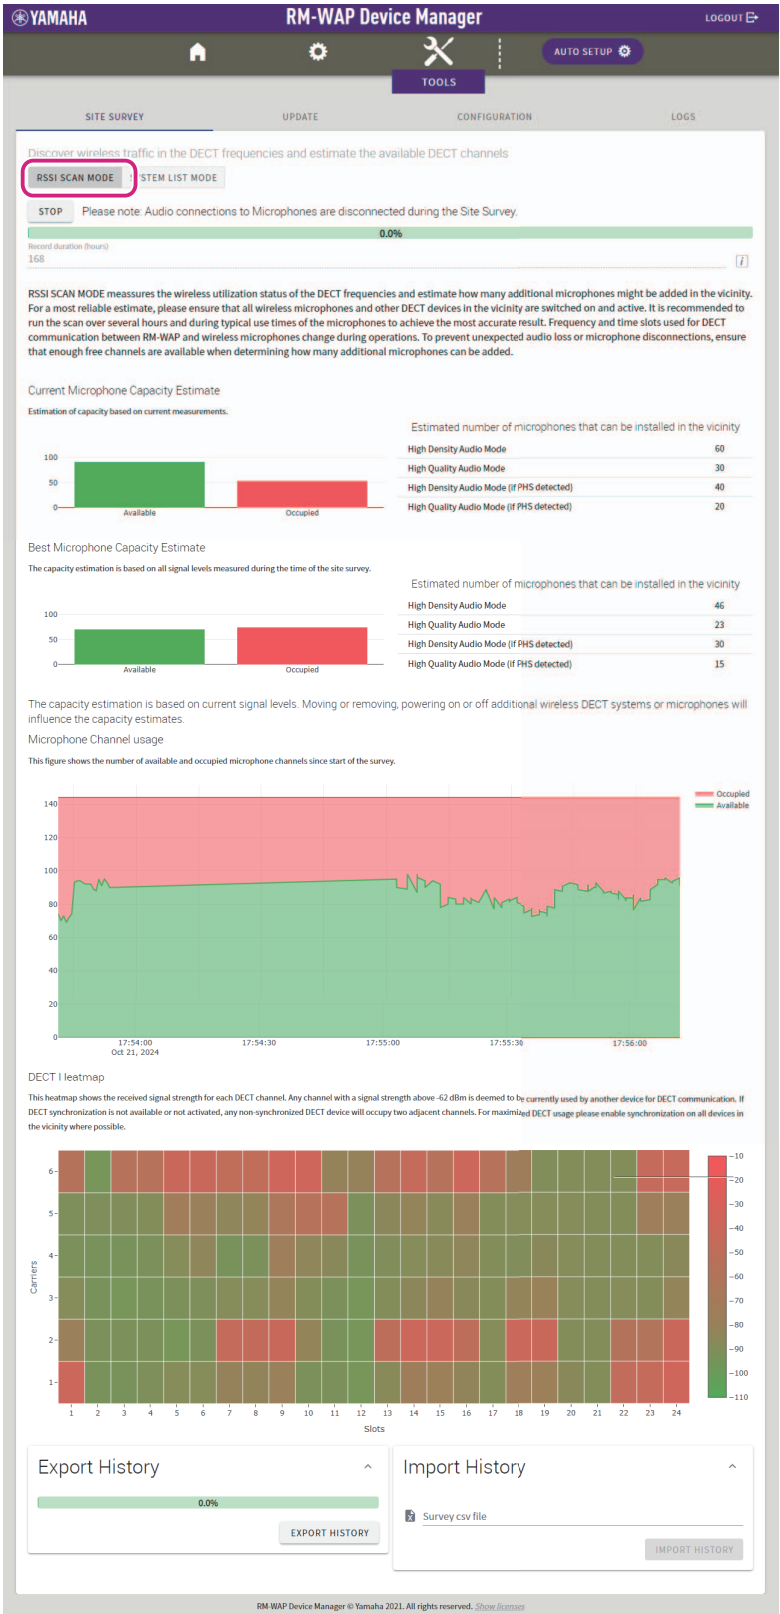 YAMAHA
RM-WAP Device Manager
LOGOUT
AUTO SETUP
TOOLS
SITE SURVEY
UPDATE
CONFIGURATION
LOGS
Discover wireless traffic in the DECT frequencies and estimate the available DECT channels
RSSI SCAN MODE
STEM LIST MODE
STOP
Please note: Audio connections to Microphones are disconnected during the Site Survey.
0.0%
Record duration (hours)
168
i
RSSI SCAN MODE meassures the wireless utilization status of the DECT frequencies and estimate how many additional microphones might be added in the vicinity.
For a most reliable estimate, please ensure that all wireless microphones and other DECT devices in the vicinity are switched on and active. It is recommended to
run the scan over several hours and during typical use times of the microphones to achieve the most accurate result. Frequency and time slots used for DECT
communication between RM-WAP and wireless microphones change during operations. To prevent unexpected audio loss or microphone disconnections, ensure
that enough free channels are available when determining how many additional microphones can be added.
Current Microphone Capacity Estimate
Estimation of capacity based on current measurements.
100
50
0
Available
Occupied
Estimated number of microphones that can be installed in the vicinity
High Density Audio Mode 60
High Quality Audio Mode 30
High Density Audio Mode (if PHS detected) 40
High Quality Audio Mode (if PHS detected) 20
Best Microphone Capacity Estimate
The capacity estimation is based on all signal levels measured during the time of the site survey.
100
50
0
Available
Occupied
Estimated number of microphones that can be installed in the vicinity
High Density Audio Mode 46
High Quality Audio Mode 23
High Density Audio Mode (if PHS detected) 30
High Quality Audio Mode (if PHS detected) 15
The capacity estimation is based on current signal levels. Moving or removing, powering on or off additional wireless DECT systems or microphones will
influence the capacity estimates.
Microphone Channel usage
This figure shows the number of available and occupied microphone channels since start of the survey.
140
120
100
80
60
40
20
0
17:54:00
Oct 21, 2024
17:54:30
17:55:00
17:55:30
17:56:00
Occupied
Available
DECT Heatmap
This heatmap shows the received signal strength for each DECT channel. Any channel with a signal strength above -62 dBm is deemed to be currently used by another device for DECT communication. If
DECT synchronization is not available or not activated, any non-synchronized DECT device will occupy two adjacent channels. For maximized DECT usage please enable synchronization on all devices in
the vicinity where possible.
Carriers
6
5
4
3
2
1
1 2 3 4 5 6 7 8 9 10 11 12 13 14 15 16 17 18 19 20 21 22 23 24
Slots
−10
−20
−30
−40
−50
−60
−70
−80
−90
−100
−110
Export History
0.0%
EXPORT HISTORY
Import History
Survey csv file
IMPORT HISTORY
RM-WAP Device Manager © Yamaha 2021. All rights reserved. Show licenses